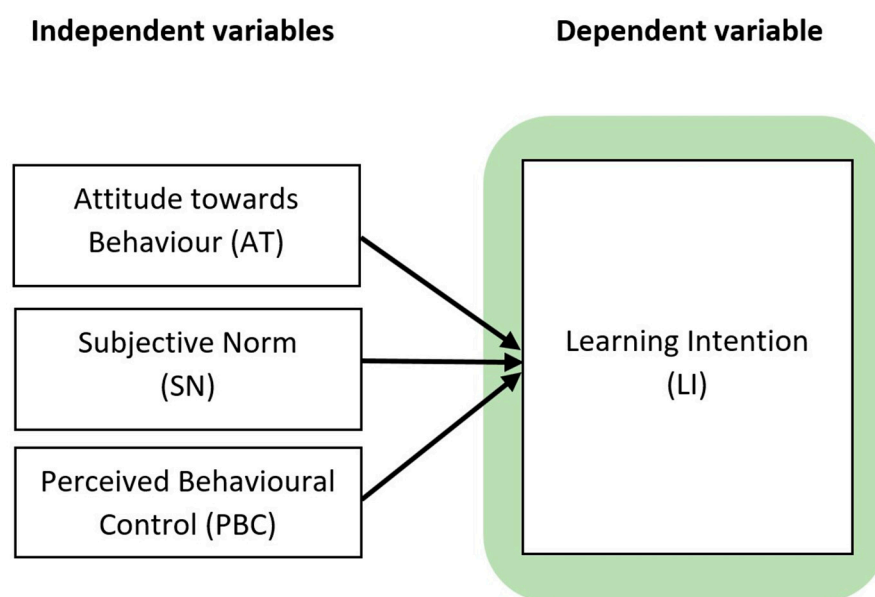 Independent variables
Dependent variable
Attitude towards
Behaviour (AT)
Subjective Norm
(SN)
Perceived Behavioural
Control (PBC)
Learning Intention
(LI)